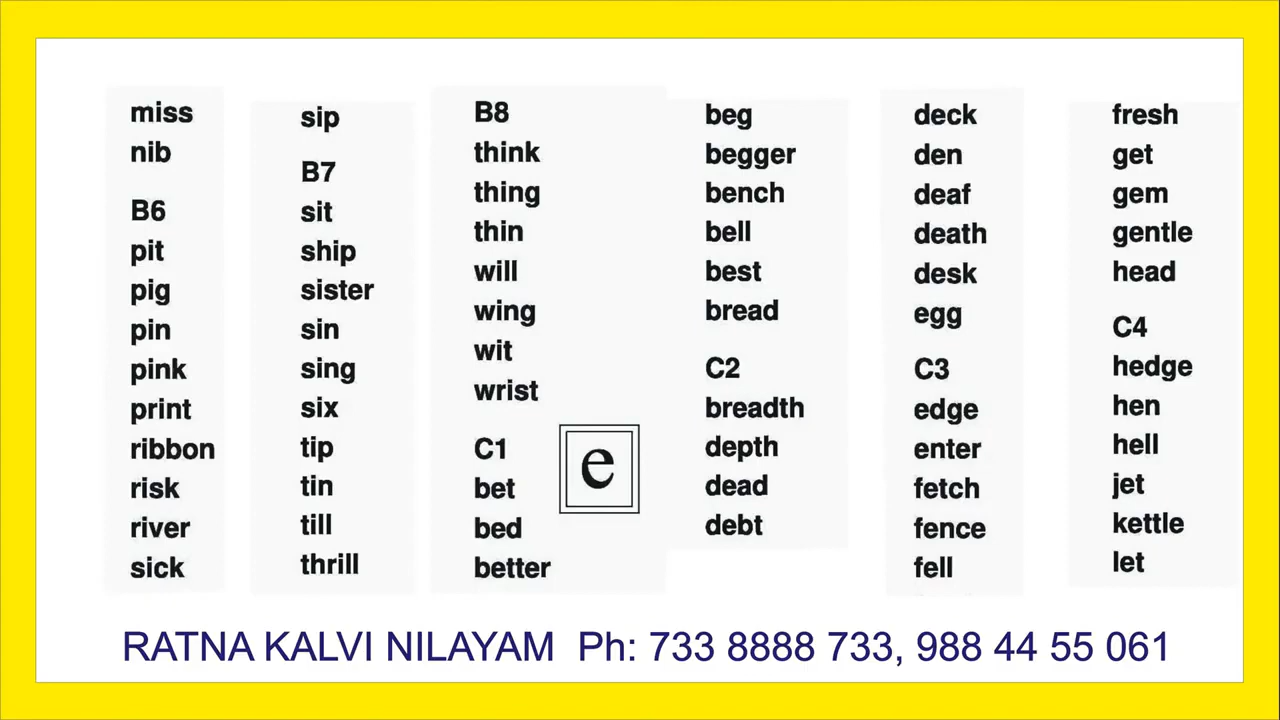 miss
nib
B6
pit
pig
pin
pink
print
ribbon
risk
river
sick
sip
B7
sit
ship
sister
sin
sing
six
tip
tin
till
thrill
B8
think
thing
thin
will
wing
wit
wrist
C1
bet
bed
better
e
beg
begger
bench
bell
best
bread
C2
breadth
depth
dead
debt
deck
den
deaf
death
desk
egg
C3
edge
enter
fetch
fence
fell
fresh
get
gem
gentle
head
C4
hedge
hen
hell
jet
kettle
let
RATNA KALVI NILAYAM Ph: 733 8888 733, 988 44 55 061